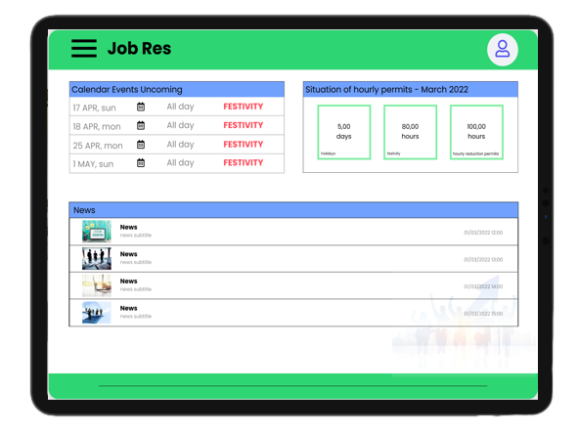 Job Res
Calendar Events Uncoming
17 APR, sun All day FESTIVITY
18 APR, mon All day FESTIVITY
25 APR, mon All day FESTIVITY
1 MAY, sun All day FESTIVITY
Situation of hourly permits - March 2022
5,00
days
holidays
80,00
hours
festivity
100,00
hours
hourly reduction permits
News
News
news subtitle
01/03/2022 12:00
News
news subtitle
01/03/2022 13:00
News
news subtitle
01/03/2022 14:00
News
news subtitle
01/03/2022 15:00